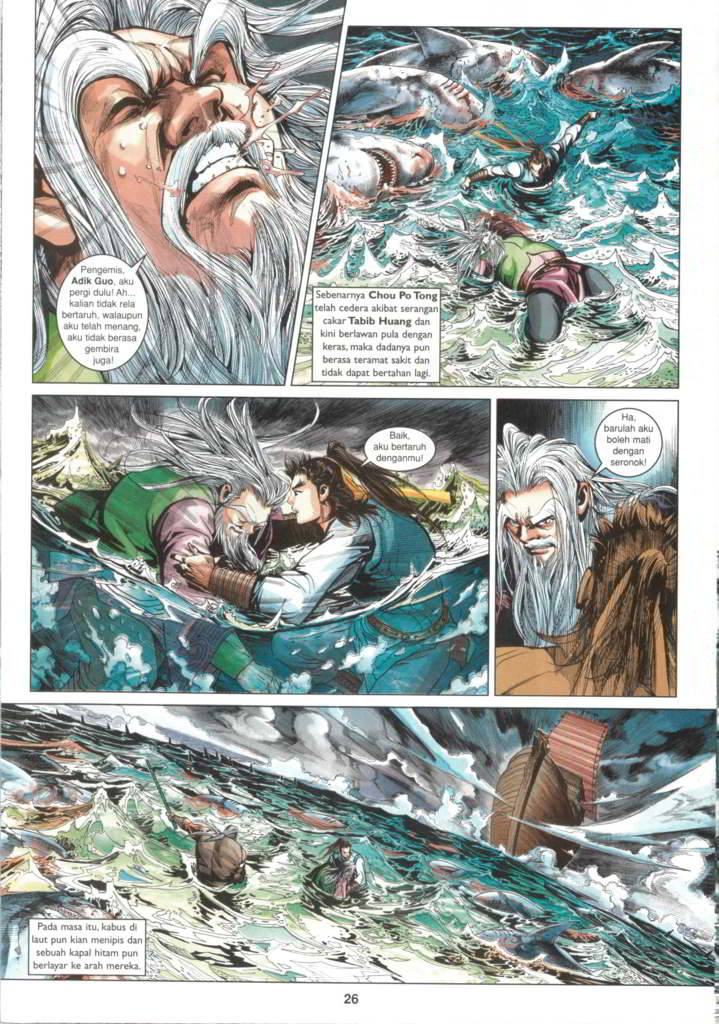 Pengemis,
Adik Guo, aku
pergi dulu! Ah...
kalian tidak rela
bertaruh, walaupun
aku telah menang,
aku tidak berasa
gembira
juga!
Sebenarnya Chou Po Tong
telah cedera akibat serangan
cakar Tabib Huang dan
kini berlawan pula dengan
keras, maka dadanya pun
berasa teramat sakit dan
tidak dapat bertahan lagi.
Baik,
aku bertaruh
denganmu!
Ha,
barulah aku
boleh mati
dengan
seronok!
Pada masa itu, kabus di
laut pun kian menipis dan
sebuah kapal hitam pun
berlayar ke arah mereka.
26